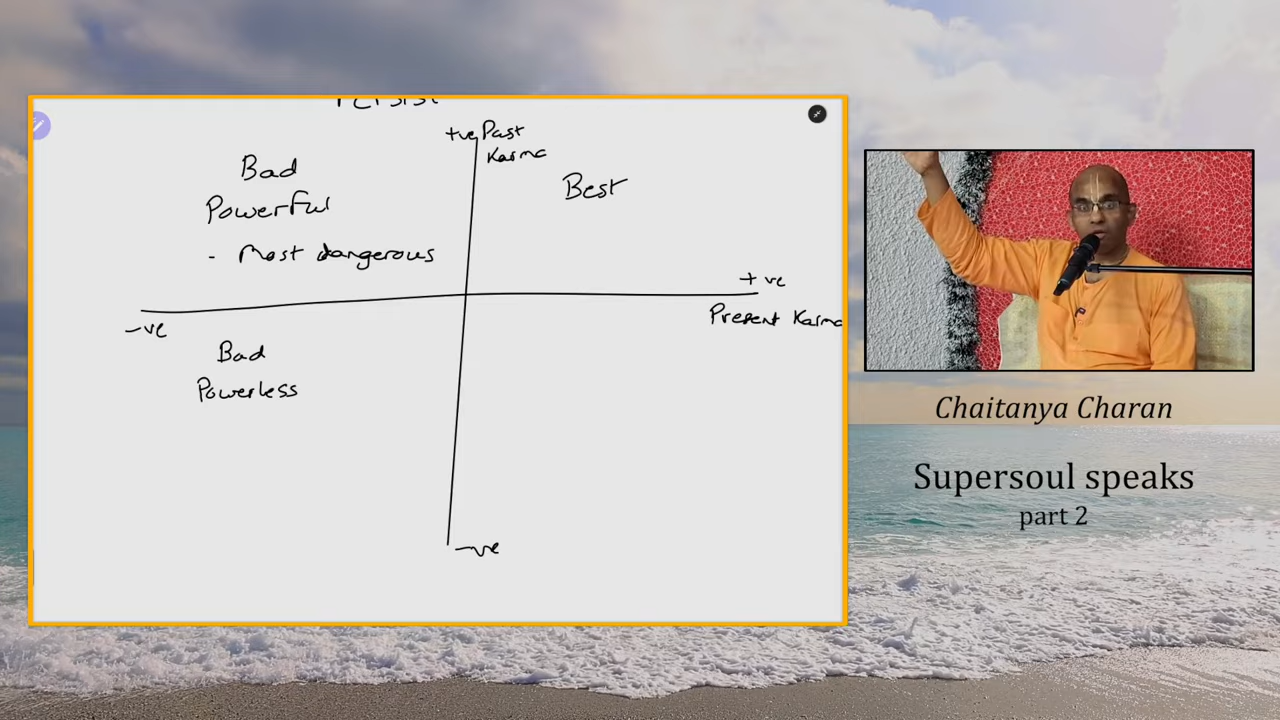 Persist
+ve Past
Karma
Bad
Powerful
- Most dangerous
Best
+ve
Present Karma
-ve
Bad
Powerless
-ve
Chaitanya Charan
Supersoul speaks
part 2